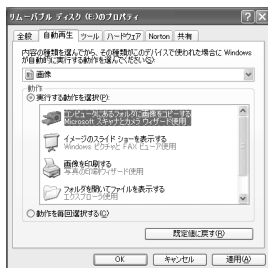 リムーバブル ディスク (E:)のプロパティ
全般 自動再生 ツール ハードウェア Norton 共有
内容の種類を選んでから、その種類がこのデバイスで使われた場合に Windows
が自動的に実行する動作を選んでください(S):
画像
動作
実行する動作を選択(P):
コンピュータにあるフォルダに画像をコピーする
Microsoft スキャナとカメラ ウィザード使用
イメージのスライド ショーを表示する
Windows ピクチャと FAX ビューア使用
画像を印刷する
写真の印刷ウィザード使用
フォルダを開いてファイルを表示する
エクスプローラ使用
動作を毎回選択する(C)
既定値に戻す(R)
OK キャンセル 適用(A)